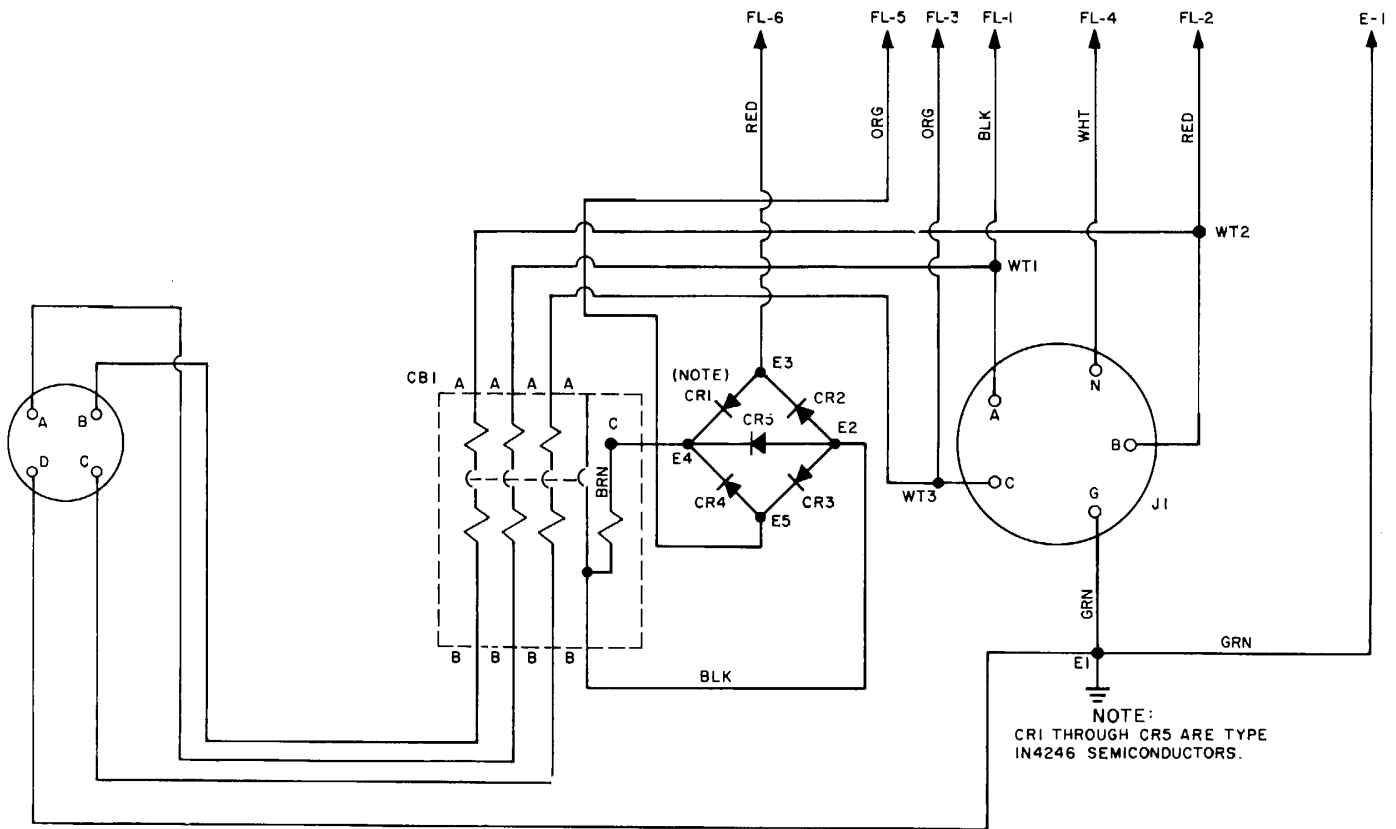 FL-6 FL-5 FL-3 FL-1 FL-4 FL-2 E-1
RED ORG ORG BLK WHT RED
WT2
WT1
E3
(NOTE)
CB1 A A A A
CR1 CR2
N
A
A B
CR5
C E2
B
E4
D C
BRN
C
WT3
G
CR4 CR3
E5
J1
GRN
B B B B
BLK
E1
GRN
NOTE:
CR1 THROUGH CR5 ARE TYPE
IN4246 SEMICONDUCTORS.